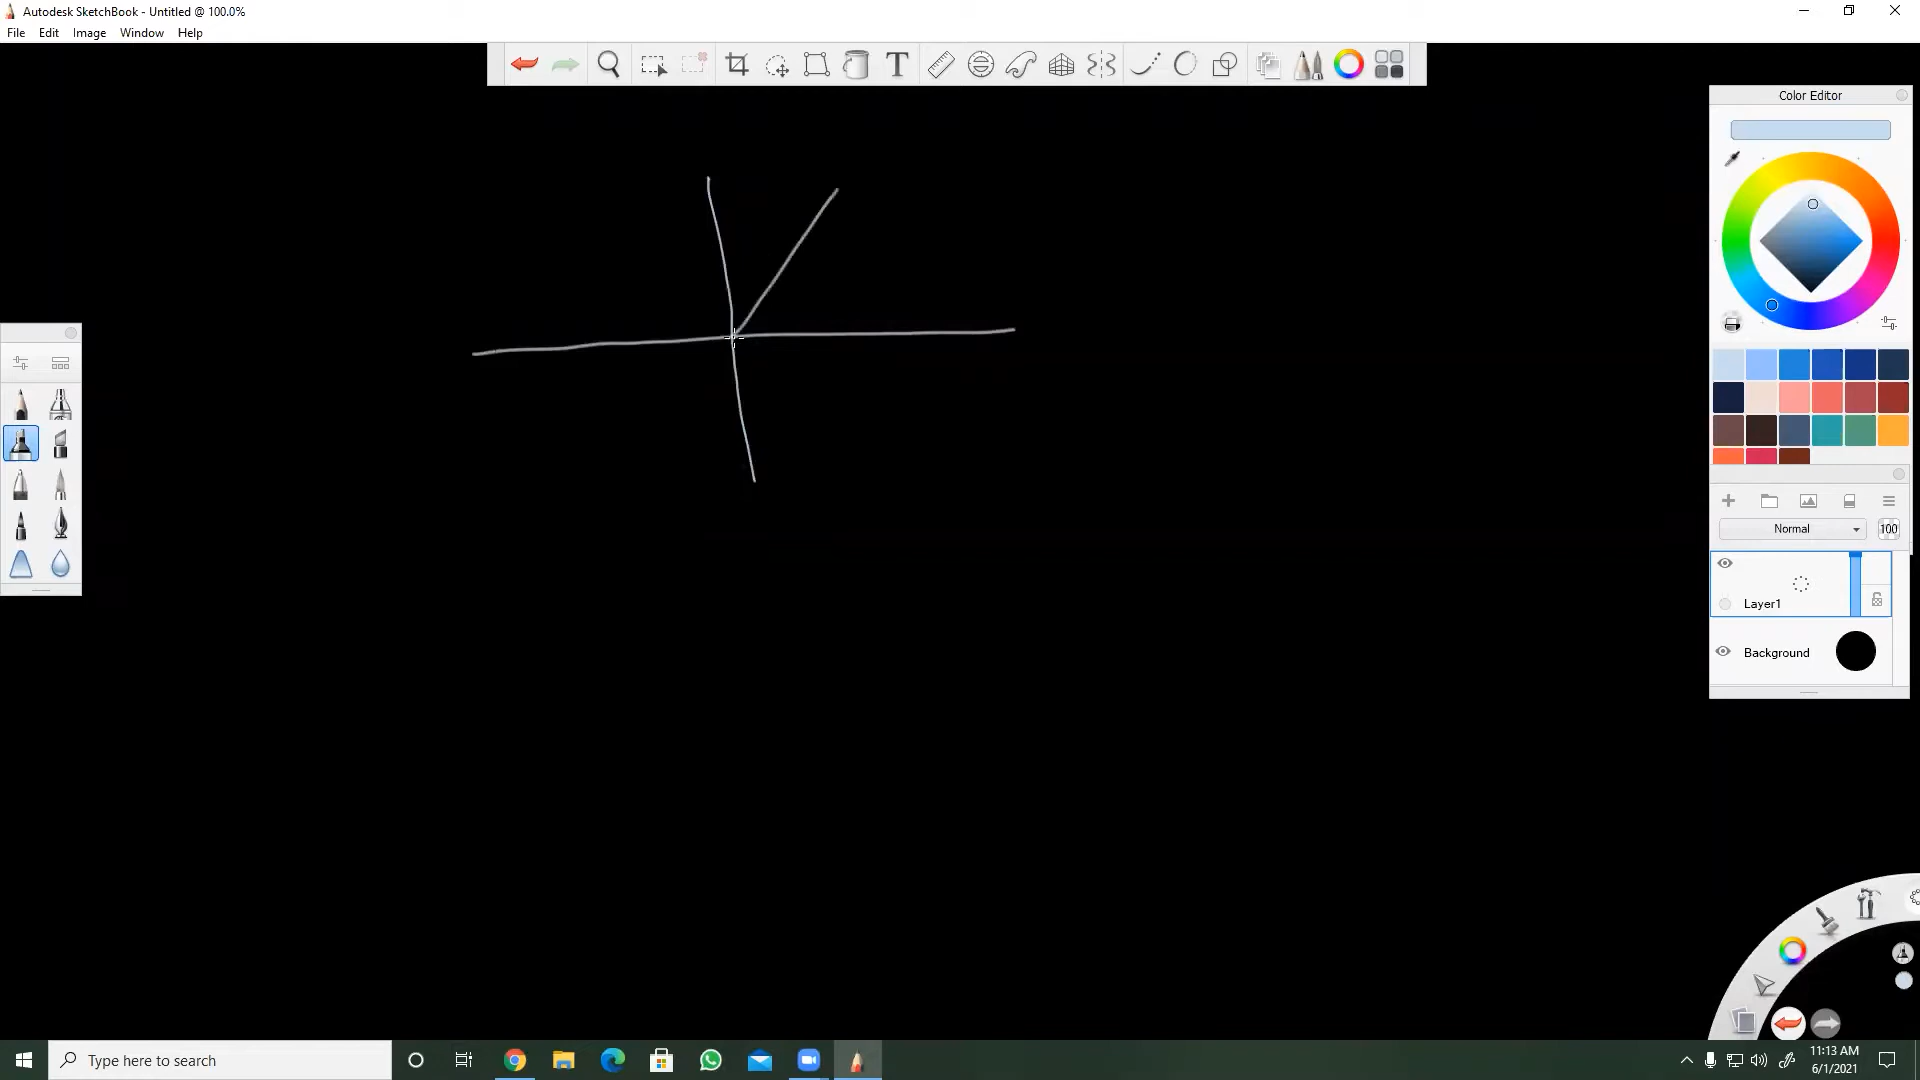 Autodesk SketchBook - Untitled @ 100.0%
File Edit Image Window Help
T
Color Editor
Normal 100
Layer1
Background
Type here to search
11:13 AM
6/1/2021